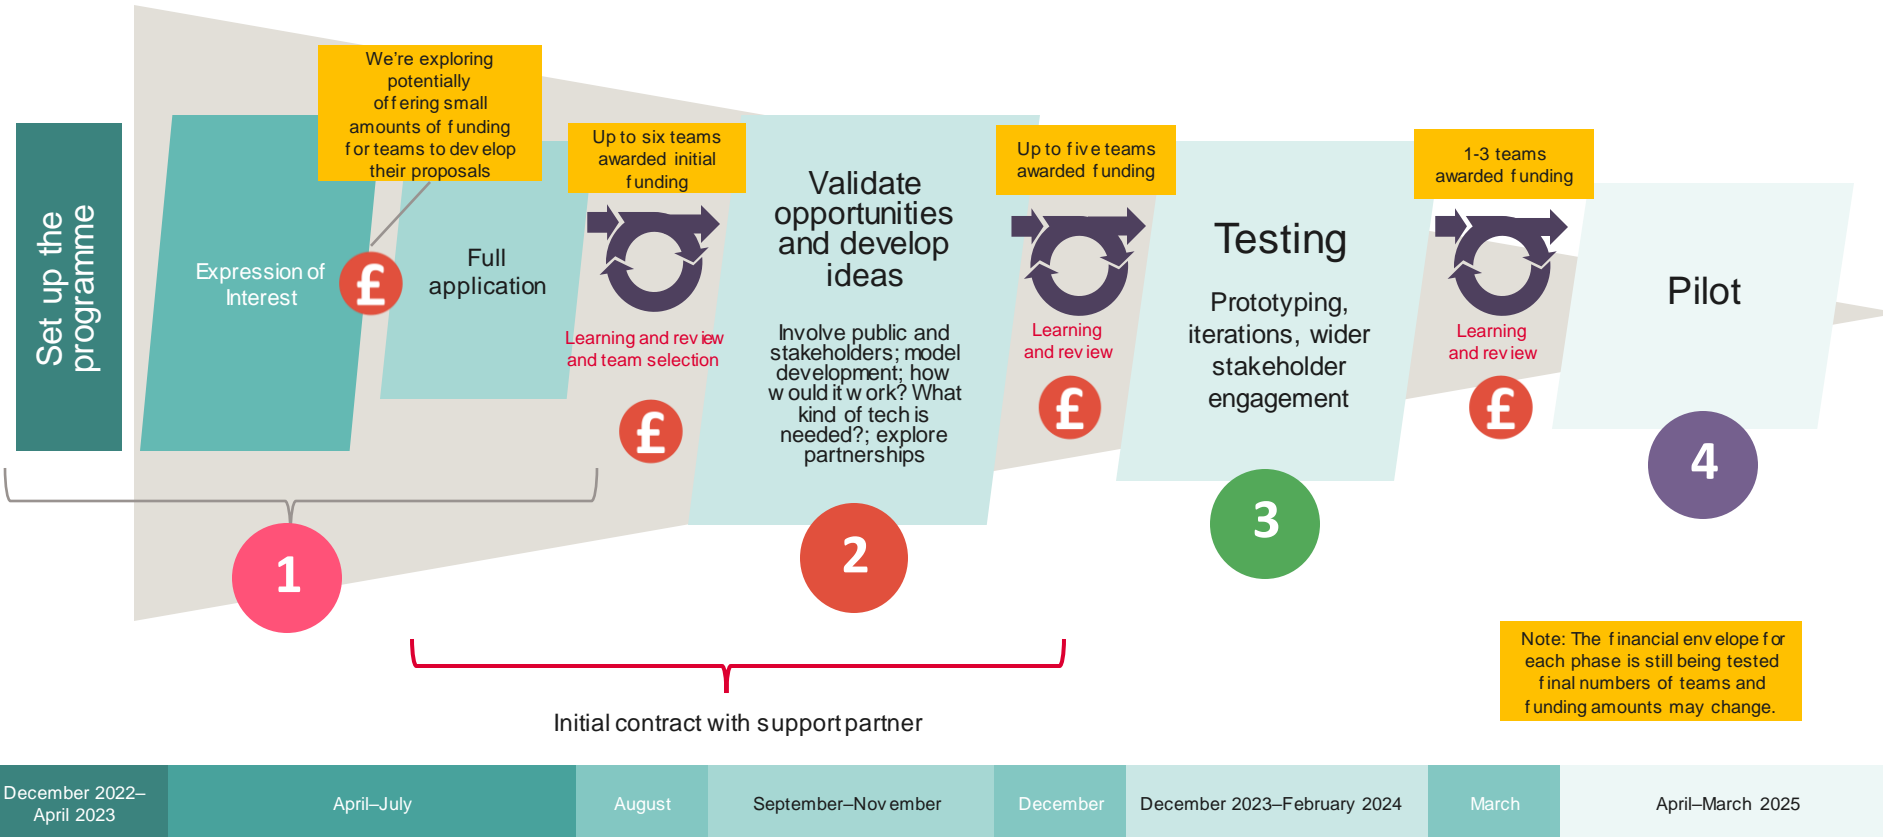 Set up the
programme
Expression of
Interest
We're exploring
potentially
offering small
amounts of funding
for teams to develop
their proposals
£
Full
application
Up to six teams
awarded initial
funding
Learning and review
and team selection
£
Validate
opportunities
and develop
ideas
Involve public and
stakeholders; model
development; how
would it work? What
kind of tech is
needed?; explore
partnerships
Up to five teams
awarded funding
Learning
and review
£
Testing
Prototyping,
iterations, wider
stakeholder
engagement
1-3 teams
awarded funding
Learning
and review
£
Pilot
1
2
3
4
Initial contract with support partner
Note: The financial envelope for
each phase is still being tested
final numbers of teams and
funding amounts may change.
December 2022–
April 2023
April–July
August
September–November
December
December 2023–February 2024
March
April–March 2025